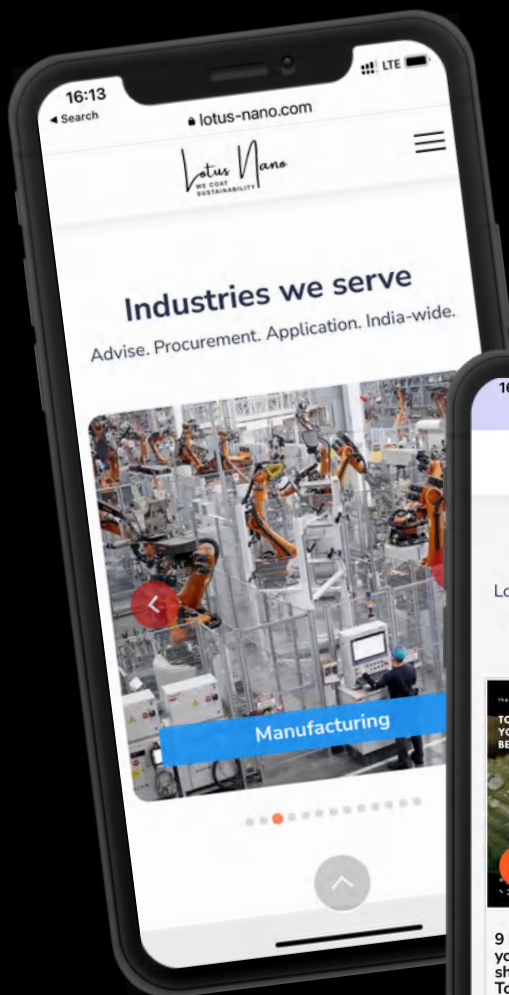 16:13
LTE
Search
lotus-nano.com
Lotus Nano
WE COAT
SUSTAINABILITY
Industries we serve
Advise. Procurement. Application. India-wide.
Manufacturing
9